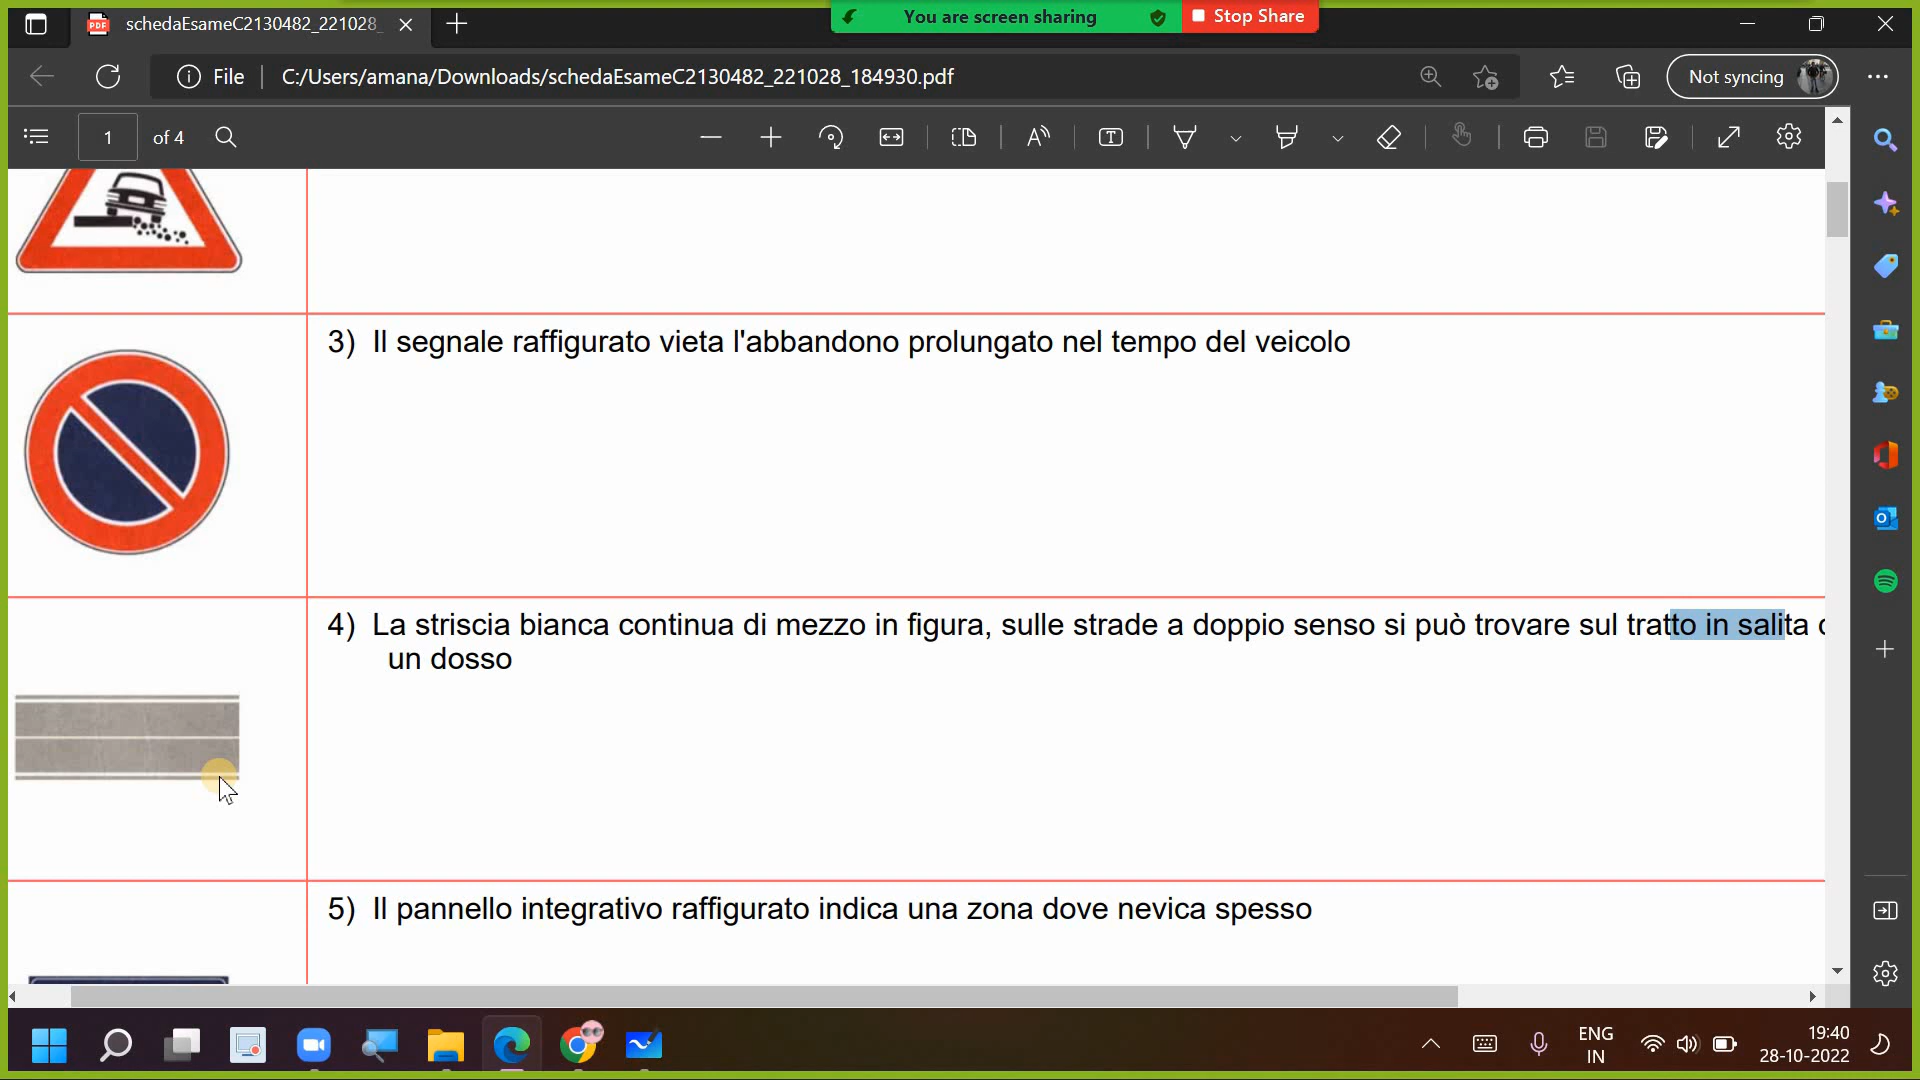 schedaEsameC2130482_221028_
You are screen sharing
Stop Share
File
C:/Users/amana/Downloads/schedaEsameC2130482_221028_184930.pdf
Not syncing
1 of 4
3) Il segnale raffigurato vieta l'abbandono prolungato nel tempo del veicolo
4) La striscia bianca continua di mezzo in figura, sulle strade a doppio senso si può trovare sul tratto in salita
un dosso
5) Il pannello integrativo raffigurato indica una zona dove nevica spesso
ENG
IN
19:40
28-10-2022